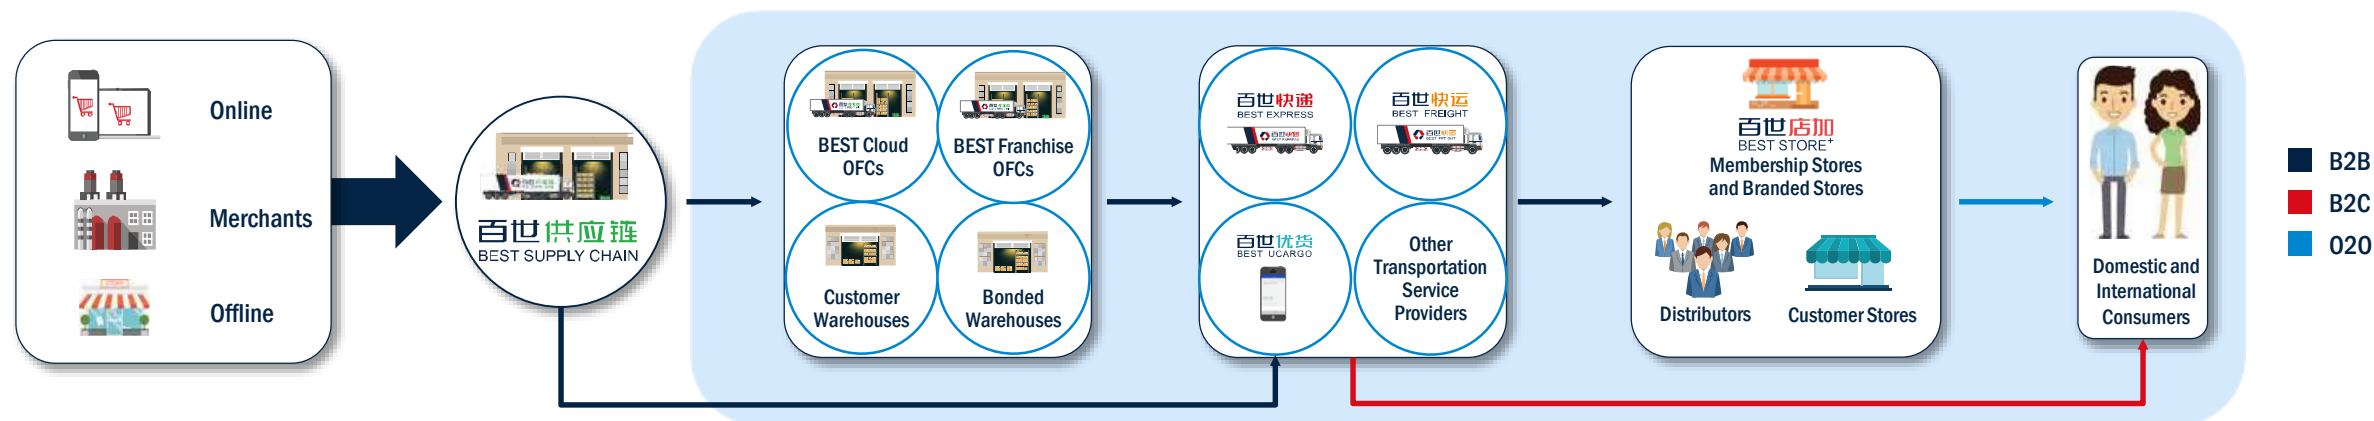 Online
Merchants
Offline
百世供应链
BEST SUPPLY CHAIN
BEST Cloud
OFCs
BEST Franchise
OFCs
Customer
Warehouses
Bonded
Warehouses
百世快递
BEST EXPRESS
百世快运
BEST FREIGHT
百世优货
BEST UCARGO
Other
Transportation
Service
Providers
百世店加
BEST STORE+
Membership Stores
and Branded Stores
Distributors
Customer Stores
Domestic and
International
Consumers
B2B
B2C
O2O